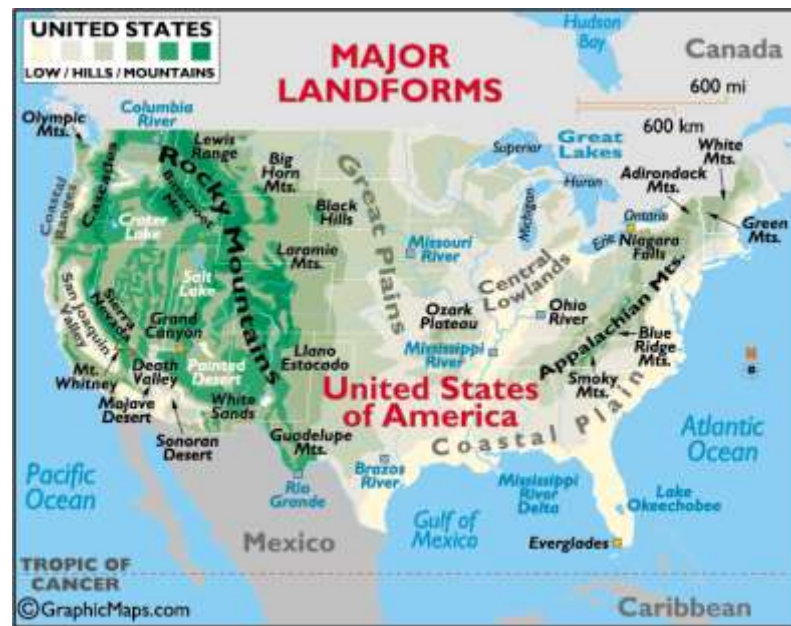 UNITED STATES
LOW / HILLS / MOUNTAINS
MAJOR
LANDFORMS
Hudson
Bay
Canada
600 mi
600 km
Olympic
Mts.
Columbia
River
Lewis
Range
Coastal
Ranges
Cascades
Rocky Mountains
Bitterroot
Mts.
Big
Horn
Mts.
Great Plains
Superior
Great
Lakes
Huron
Michigan
White
Mts.
Adirondack
Mts.
Green
Mts.
Ontario
Erie
Niagara
Falls
Crater
Lake
Black
Hills
Laramie
Mts.
Missouri
River
Central
Lowlands
Salt
Lake
Sierra
Nevada
San Joaquin
Valley
Grand
Canyon
Ozark
Plateau
Ohio
River
Appalachian Mts.
Blue
Ridge
Mts.
Mississippi
River
Llano
Estocado
Mt.
Whitney
Death
Valley
Painted
Desert
Smoky
Mts.
Mojave
Desert
White
Sands
Sonoran
Desert
United States
of America
Coastal Plain
Guadelupe
Mts.
Pacific
Ocean
Rio
Grande
Brazos
River
Mississippi
River
Delta
Atlantic
Ocean
Lake
Okeechobee
Mexico
Gulf of
Mexico
Everglades
TROPIC OF
CANCER
©GraphicMaps.com
Caribbean